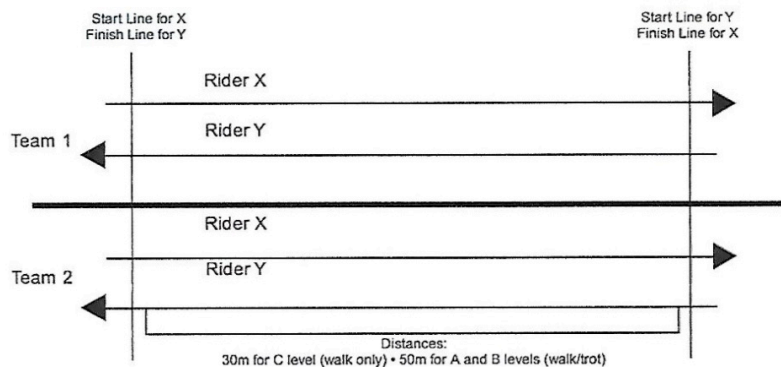 Start Line for X
Finish Line for Y
Start Line for Y
Finish Line for X
Rider X
Team 1
Rider Y
Rider X
Team 2
Rider Y
Distances:
30m for C level (walk only) • 50m for A and B levels (walk/trot)